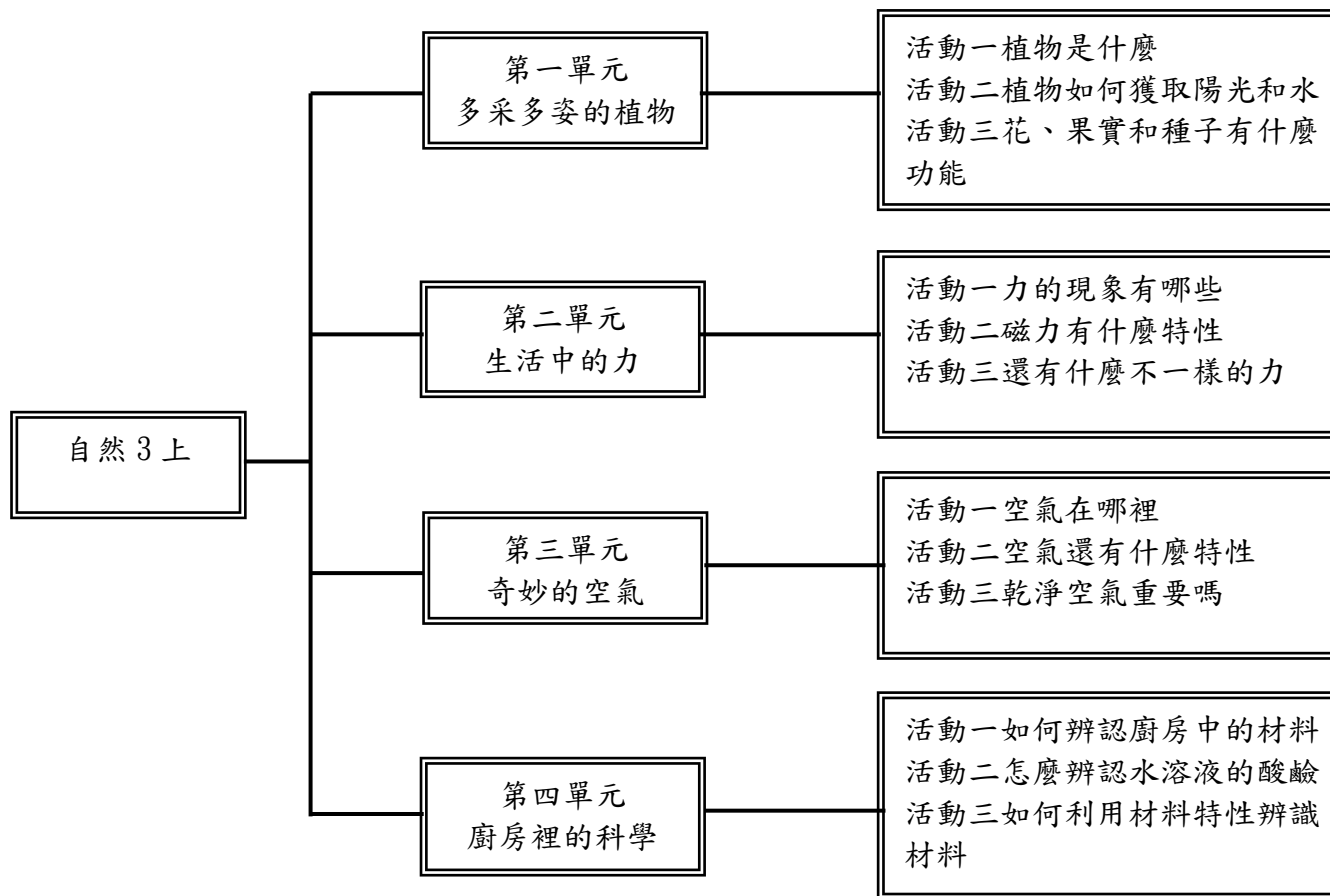 自然3上
第一單元
多采多姿的植物
活動一植物是什麼
活動二植物如何獲取陽光和水
活動三花、果實和種子有什麼
功能
第二單元
生活中的力
活動一力的現象有哪些
活動二磁力有什麼特性
活動三還有什麼不一樣的力
第三單元
奇妙的空氣
活動一空氣在哪裡
活動二空氣還有什麼特性
活動三乾淨空氣重要嗎
第四單元
廚房裡的科學
活動一如何辨認廚房中的材料
活動二怎麼辨認水溶液的酸鹼
活動三如何利用材料特性辨識
材料